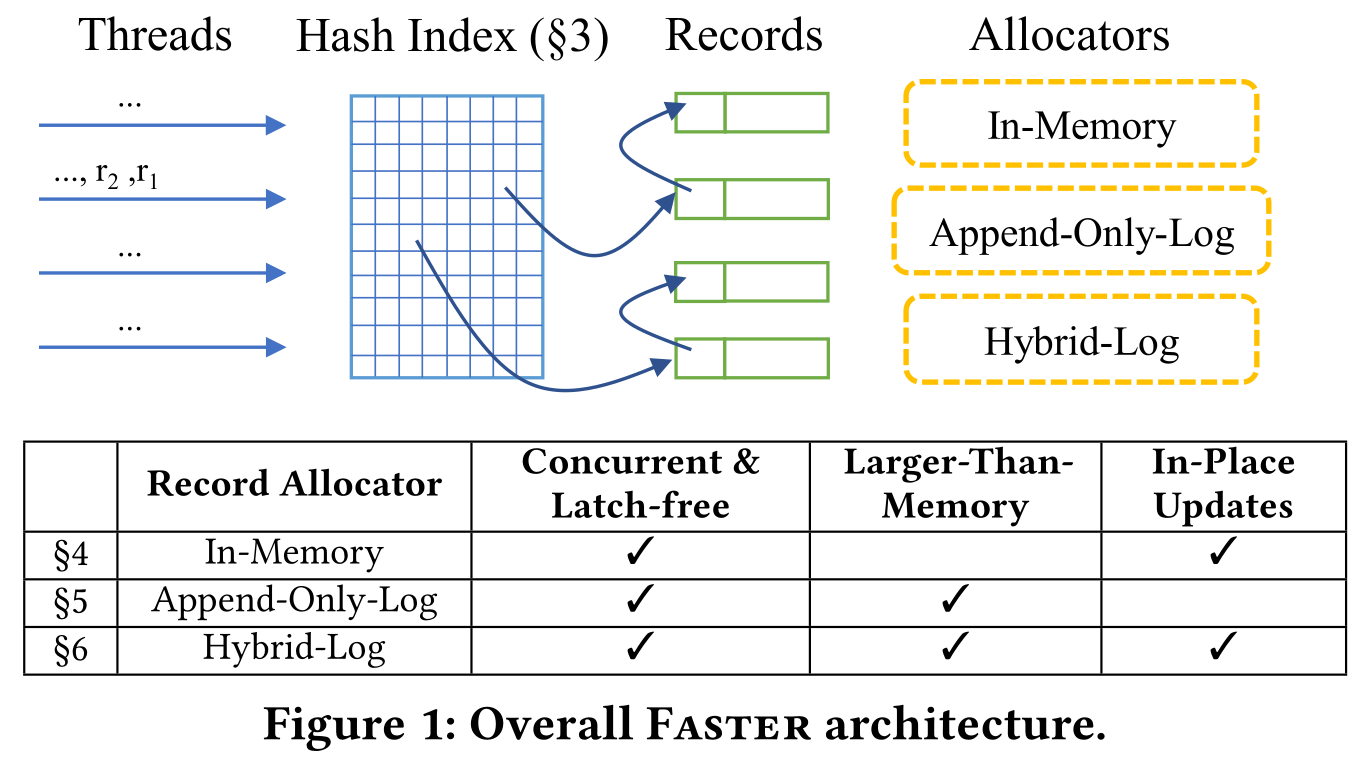 Threads Hash Index (§3) Records Allocators
...
..., r₂ ,r₁
...
...
In-Memory
Append-Only-Log
Hybrid-Log
Record Allocator Concurrent & Latch-free Larger-Than-Memory In-Place Updates
§4 In-Memory ✓ ✓
§5 Append-Only-Log ✓ ✓
§6 Hybrid-Log ✓ ✓ ✓
Figure 1: Overall FASTER architecture.